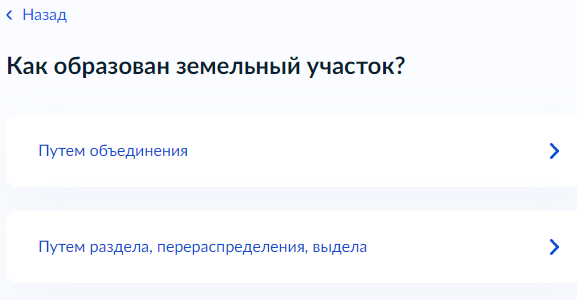 Назад
Как образован земельный участок?
Путем объединения
Путем раздела, перераспределения, выдела